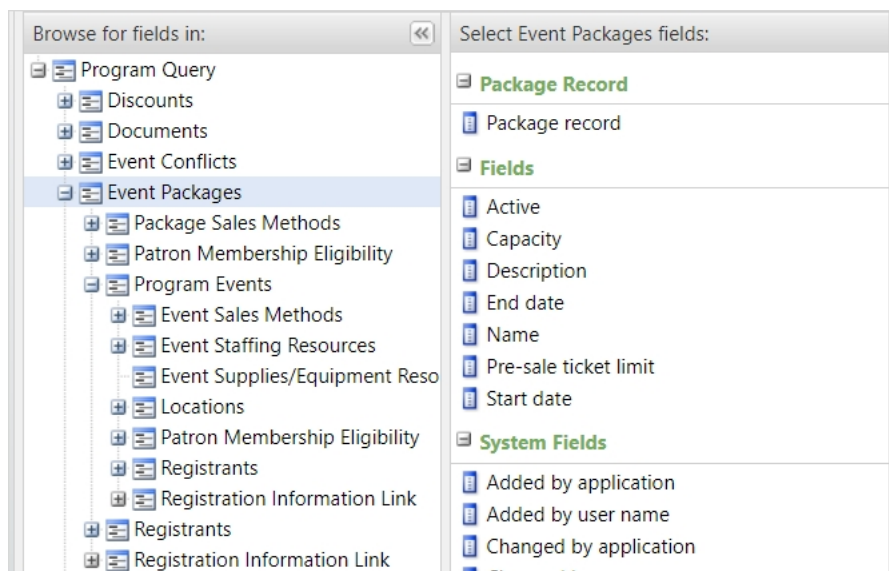 Browse for fields in:
Program Query
Discounts
Documents
Event Conflicts
Event Packages
Package Sales Methods
Patron Membership Eligibility
Program Events
Event Sales Methods
Event Staffing Resources
Event Supplies/Equipment Reso
Locations
Patron Membership Eligibility
Registrants
Registration Information Link
Registrants
Registration Information Link
Select Event Packages fields:
Package Record
Package record
Fields
Active
Capacity
Description
End date
Name
Pre-sale ticket limit
Start date
System Fields
Added by application
Added by user name
Changed by application